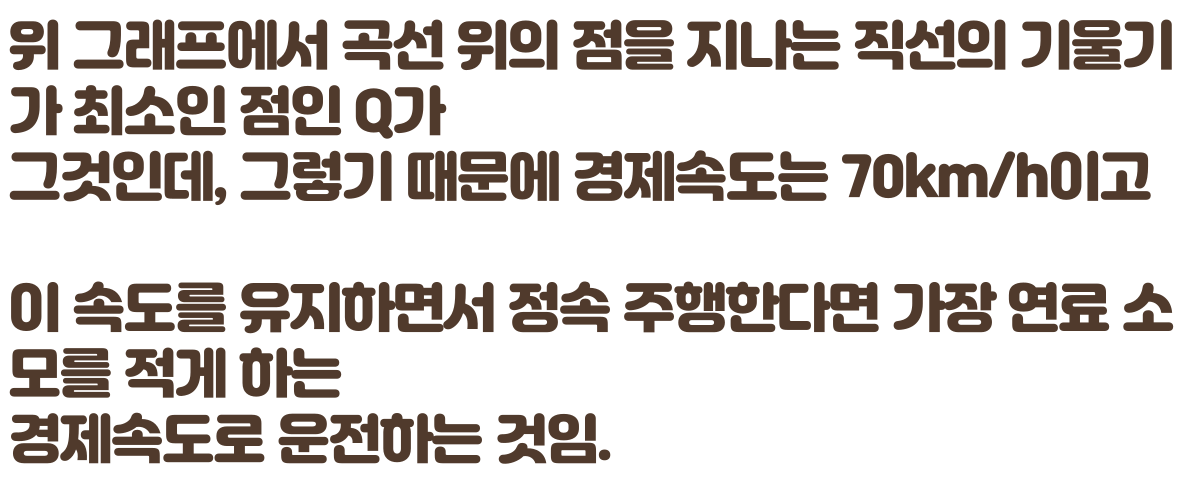 위 그래프에서 곡선 위의 점을 지나는 직선의 기울기
가 최소인 점인 Q가
그것인데, 그렇기 때문에 경제속도는 70km/h이고
이 속도를 유지하면서 정속 주행한다면 가장 연료 소
모를 적게 하는
경제속도로 운전하는 것임.